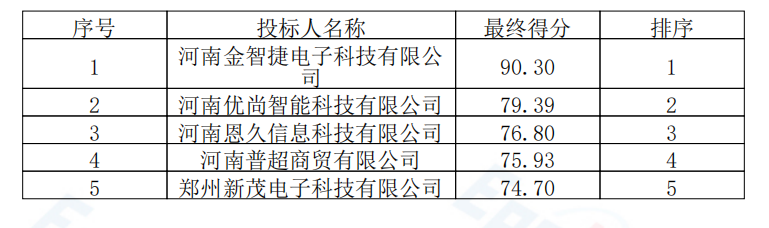 序号 投标人名称 最终得分 排序
1 河南金智捷电子科技有限公
司 90.30 1
2 河南优尚智能科技有限公司 79.39 2
3 河南恩久信息科技有限公司 76.80 3
4 河南普超商贸有限公司 75.93 4
5 郑州新茂电子科技有限公司 74.70 5